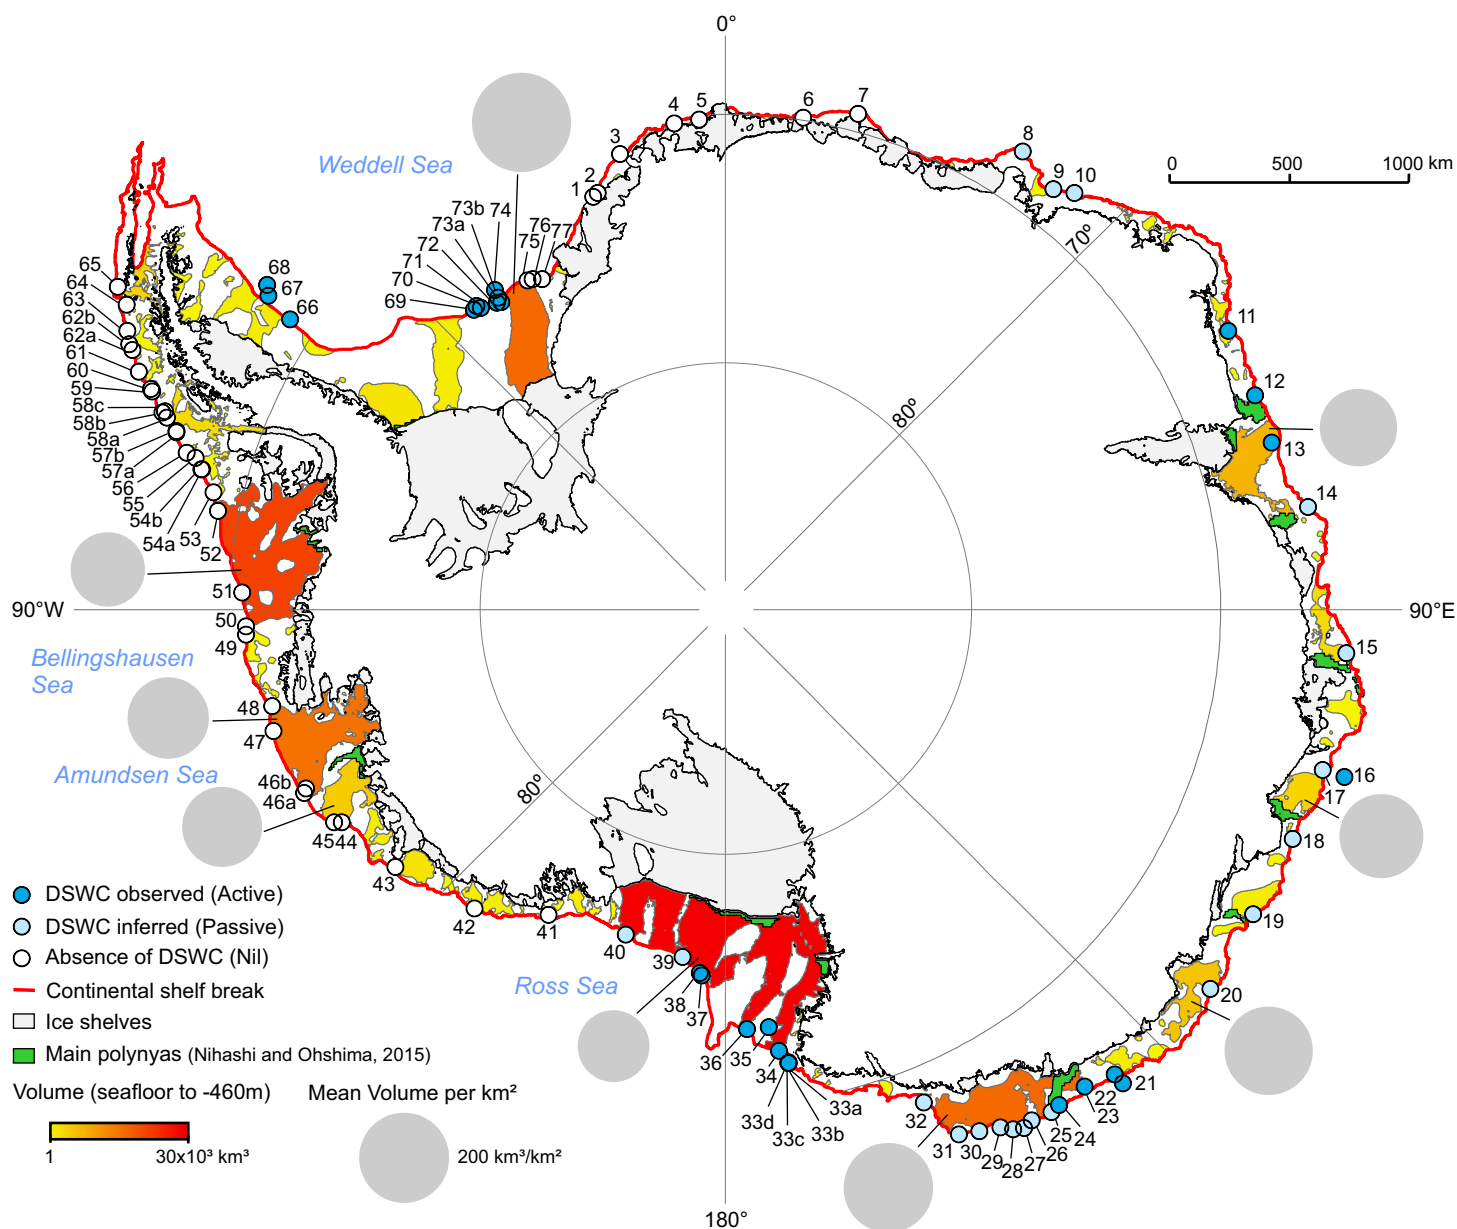 0°
Weddell Sea
4
5
6
7
8
9
10
0
500
1000 km
3
2
1
73b
74
73a
72
71
70
69
76
77
75
70°
80°
65
64
63
62b
62a
61
60
59
58c
58b
58a
57b
57a
56
55
54b
54a
53
52
68
67
66
11
12
13
14
51
90°W
90°E
50
49
Bellingshausen
Sea
15
48
47
Amundsen Sea
46b
46a
45
44
43
80°
16
17
18
19
42
41
40
39
38
37
Ross Sea
36
35
34
33d
33c
33b
33a
20
21
22
23
24
25
26
27
28
29
30
31
32
DSWC observed (Active)
DSWC inferred (Passive)
Absence of DSWC (Nil)
Continental shelf break
Ice shelves
Main polynyas (Nihashi and Ohshima, 2015)
Volume (seafloor to -460m)
Mean Volume per km²
1
30x10³ km³
200 km³/km²
180°